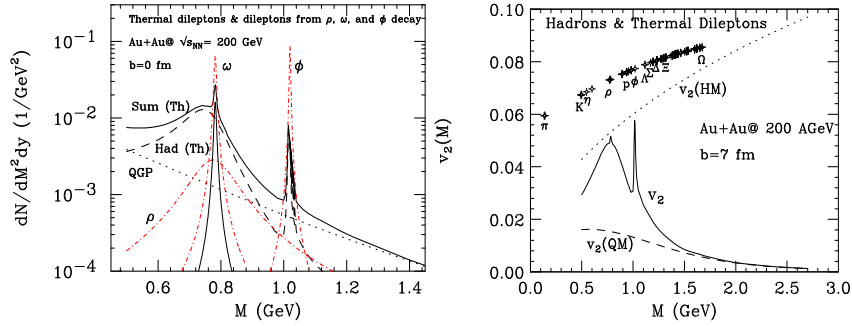 Thermal dileptons & dileptons from ρ, ω, and ϕ decay
Au+Au@ √s_NN= 200 GeV
b=0 fm
ω
ϕ
Sum (Th)
Had (Th)
QGP
ρ
10⁻¹
10⁻²
10⁻³
10⁻⁴
dN/dM²dy (1/GeV²)
0.6 0.8 1.0 1.2 1.4
M (GeV)
Hadrons & Thermal Dileptons
π
K
η
ρ
p
ϕ
Λ
Σ
Δ
Ξ
Ω
v₂(HM)
Au+Au@ 200 AGeV
b=7 fm
v₂
v₂(QM)
0.10
0.08
0.06
0.04
0.02
0.00
v₂(M)
0.0 0.5 1.0 1.5 2.0 2.5 3.0
M (GeV)